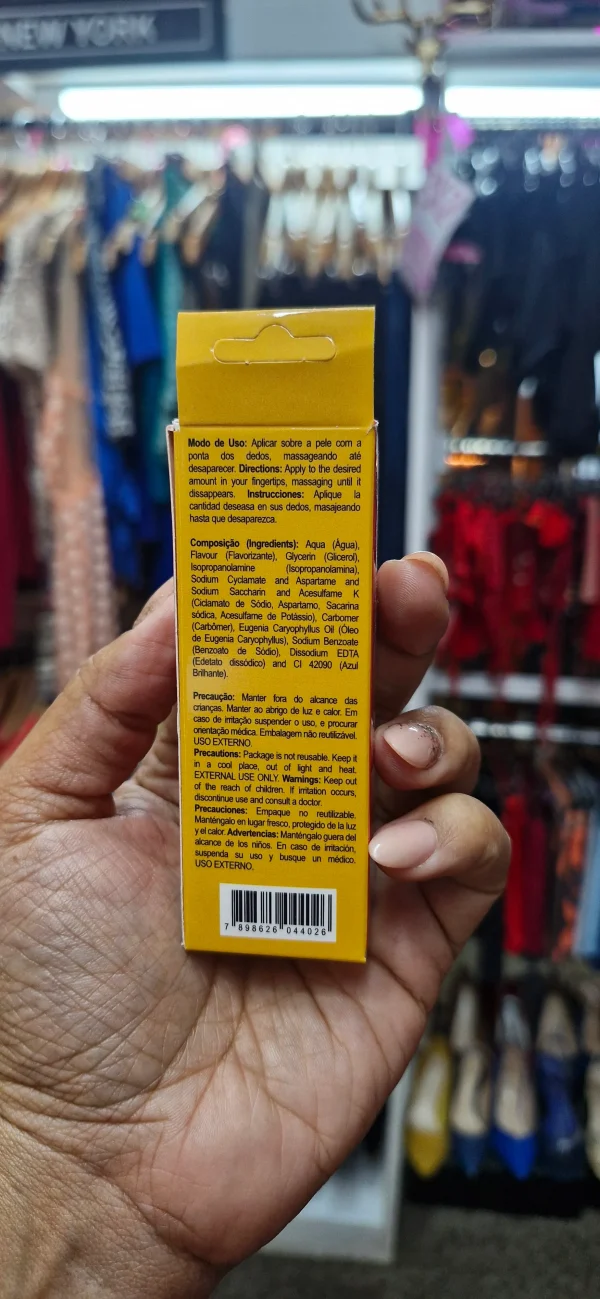 NEW YORK
Modo de Uso: Aplicar sobre a pele com a
ponta dos dedos, massageando até
desaparecer. Directions: Apply to the desired
amount in your fingertips, massaging until it
dissappears. Instrucciones: Aplique la
cantidad deseasa en sus dedos, masajeando
hasta que desaparezca.
Composição (Ingredients): Aqua (Água),
Flavour (Flavorizante), Glycerin (Glicerol),
Isopropanolamine (Isopropanolamina),
Sodium Cyclamate and Aspartame and
Sodium Saccharin and Acesulfame K
(Ciclamato de Sódio, Aspartamo, Sacarina
sódica, Acesulfame de Potássio), Carbomer
(Carbômer), Eugenia Caryophyllus Oil (Óleo
de Eugenia Caryophyllus), Sodium Benzoate
(Benzoato de Sódio), Dissodium EDTA
(Edetato dissódico) and CI 42090 (Azul
Brilhante).
Precaução: Manter fora do alcance das
crianças. Manter ao abrigo de luz e calor. Em
caso de irritação suspender o uso, e procurar
orientação médica. Embalagem não reutilizável.
USO EXTERNO.
Precautions: Package is not reusable. Keep it
in a cool place, out of light and heat.
EXTERNAL USE ONLY. Warnings: Keep out
of the reach of children. If irritation occurs,
discontinue use and consult a doctor.
Precauciones: Empaque no reutilizable.
Manténgalo en lugar fresco, protegido de la luz
y el calor. Advertencias: Manténgalo guera del
alcance de los niños. En caso de irritación,
suspenda su uso y busque un médico.
USO EXTERNO.
7 898626 044026